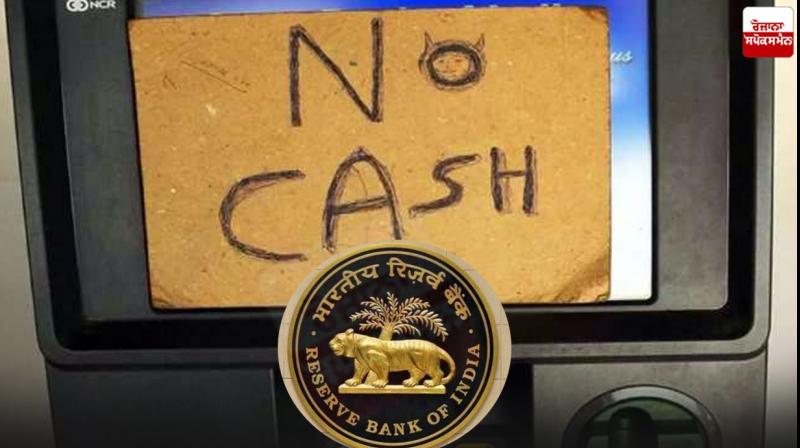 NCR
ਰੋਜ਼ਾਨਾ
ਸਪੋਕਸਮੈਨ
NO
CASH
भारतीय रिज़र्व बैंक
RESERVE BANK OF INDIA